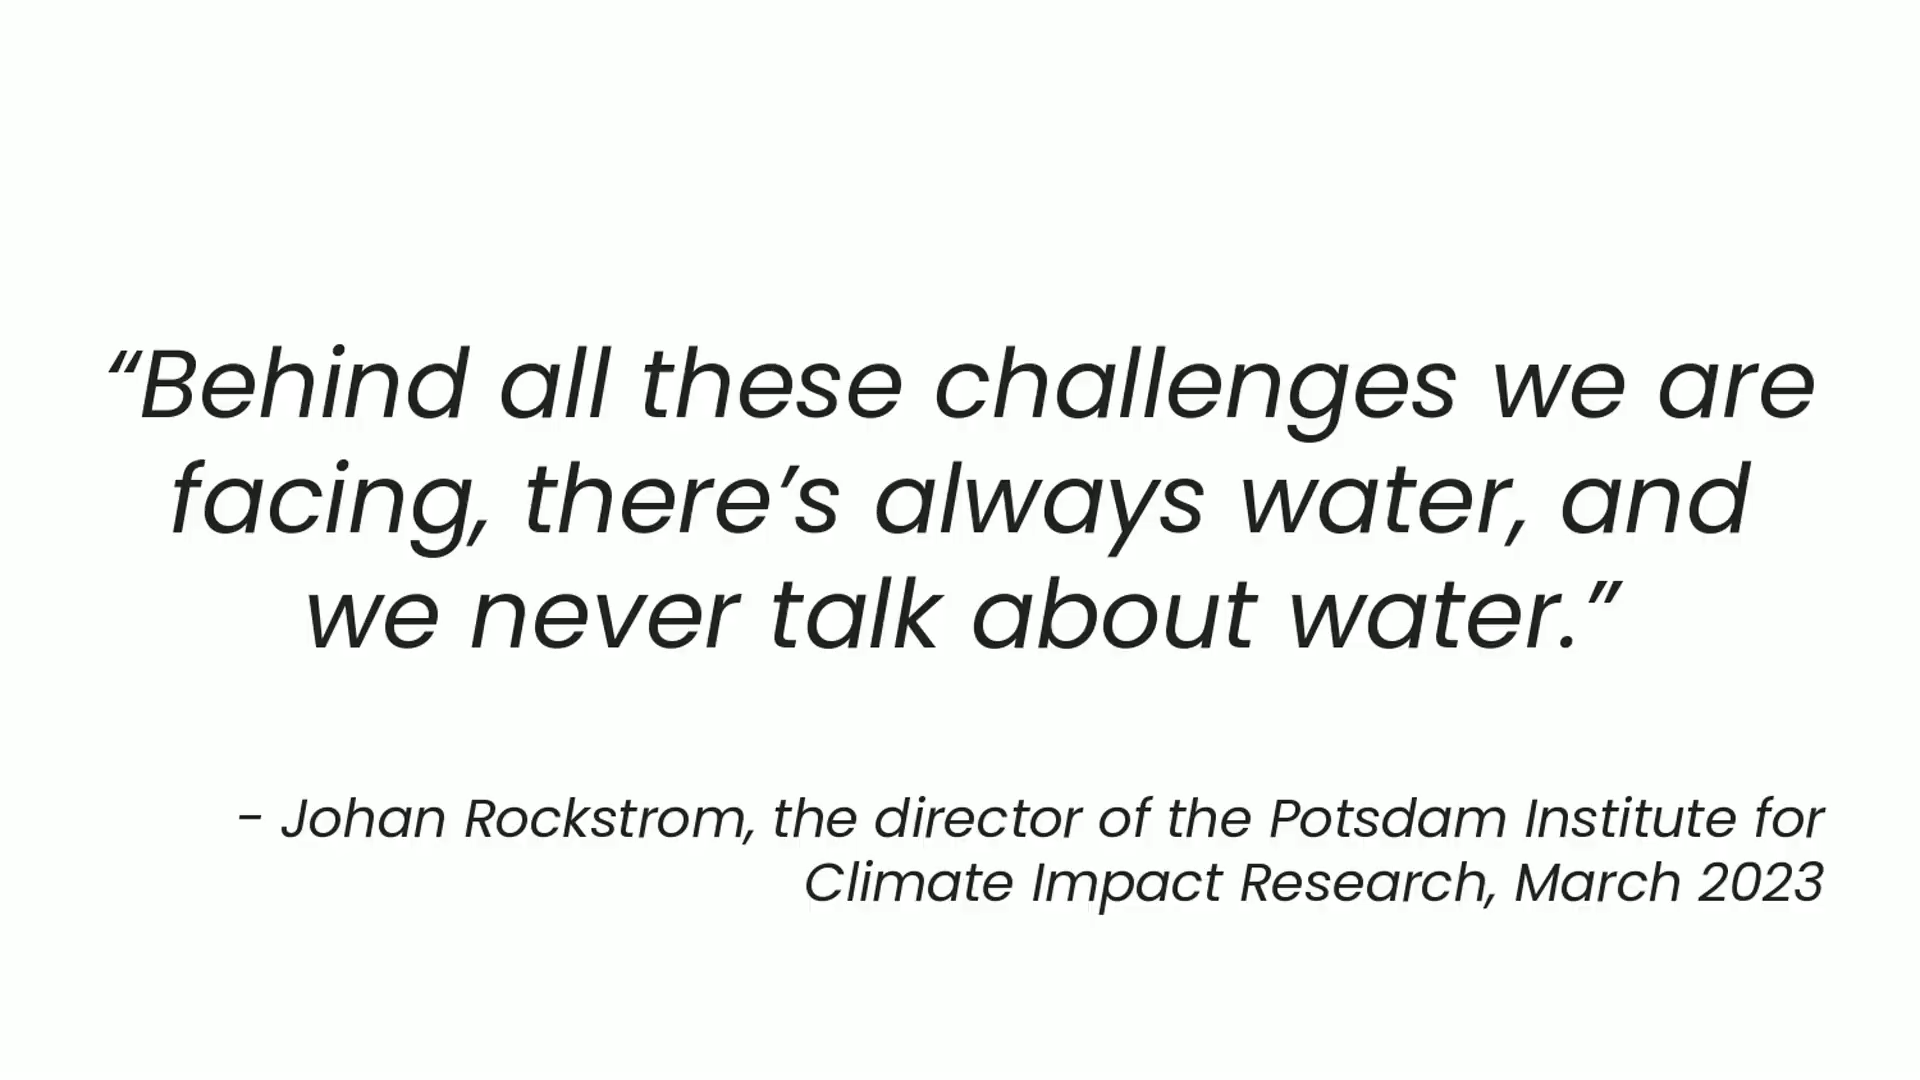 “Behind all these challenges we are
facing, there’s always water, and
we never talk about water.”
- Johan Rockstrom, the director of the Potsdam Institute for
Climate Impact Research, March 2023